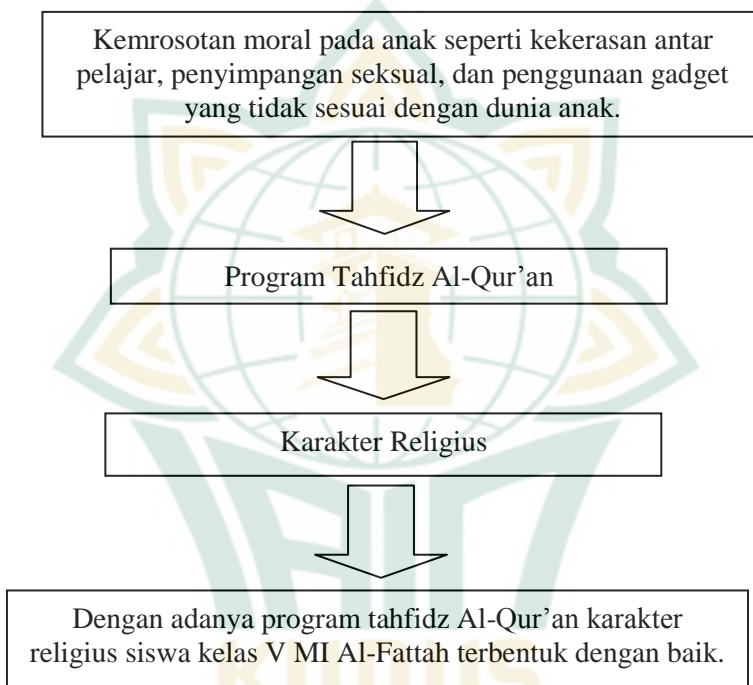 Kemrosotan moral pada anak seperti kekerasan antar
pelajar, penyimpangan seksual, dan penggunaan gadget
yang tidak sesuai dengan dunia anak.
Program Tahfidz Al-Qur’an
Karakter Religius
Dengan adanya program tahfidz Al-Qur’an karakter
religius siswa kelas V MI Al-Fattah terbentuk dengan baik.
IAIN
KUDUS